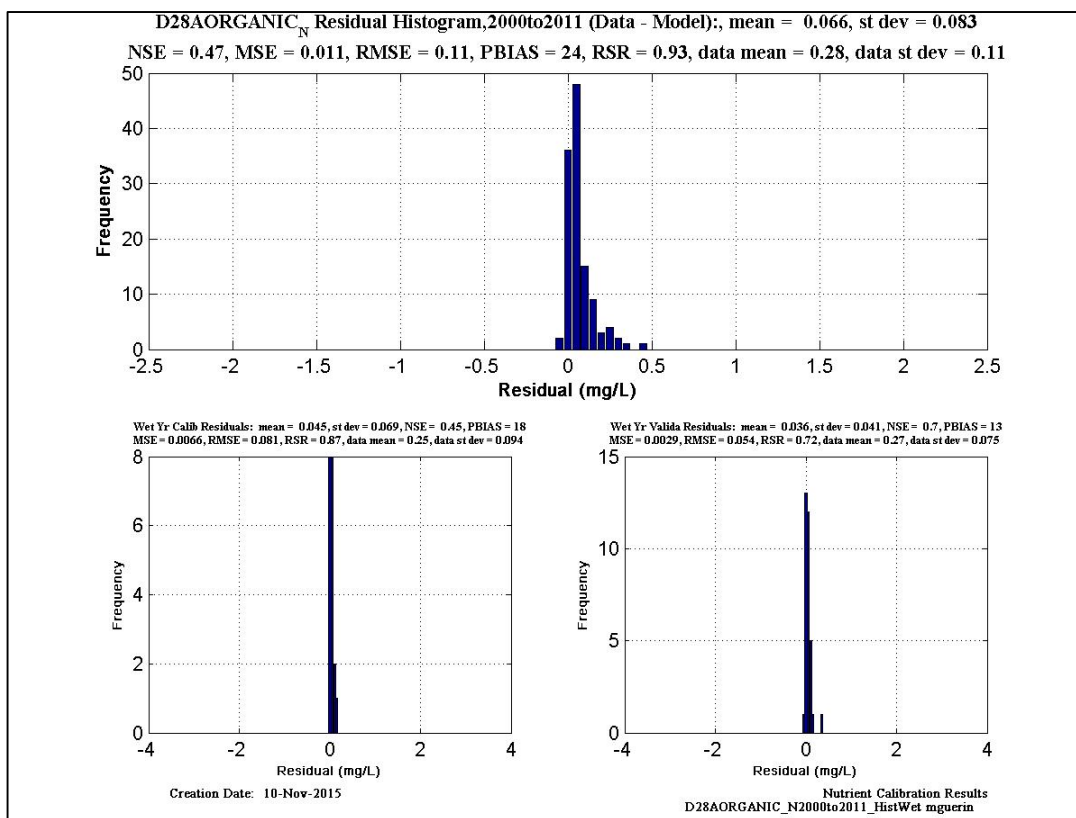 D28AORGANIC_N Residual Histogram,2000to2011 (Data - Model):, mean = 0.066, st dev = 0.083
NSE = 0.47, MSE = 0.011, RMSE = 0.11, PBIAS = 24, RSR = 0.93, data mean = 0.28, data st dev = 0.11
50
40
30
20
10
0
Frequency
-2.5 -2 -1.5 -1 -0.5 0 0.5 1 1.5 2 2.5
Residual (mg/L)
Wet Yr Calib Residuals: mean = 0.045, st dev = 0.069, NSE = 0.45, PBIAS = 18
MSE = 0.0066, RMSE = 0.081, RSR = 0.87, data mean = 0.25, data st dev = 0.094
8
6
4
2
0
Frequency
-4 -2 0 2 4
Residual (mg/L)
Wet Yr Valida Residuals: mean = 0.036, st dev = 0.041, NSE = 0.7, PBIAS = 13
MSE = 0.0029, RMSE = 0.054, RSR = 0.72, data mean = 0.27, data st dev = 0.075
15
10
5
0
Frequency
-4 -2 0 2 4
Residual (mg/L)
Creation Date: 10-Nov-2015
Nutrient Calibration Results
D28AORGANIC_N2000to2011_HistWet mguerin